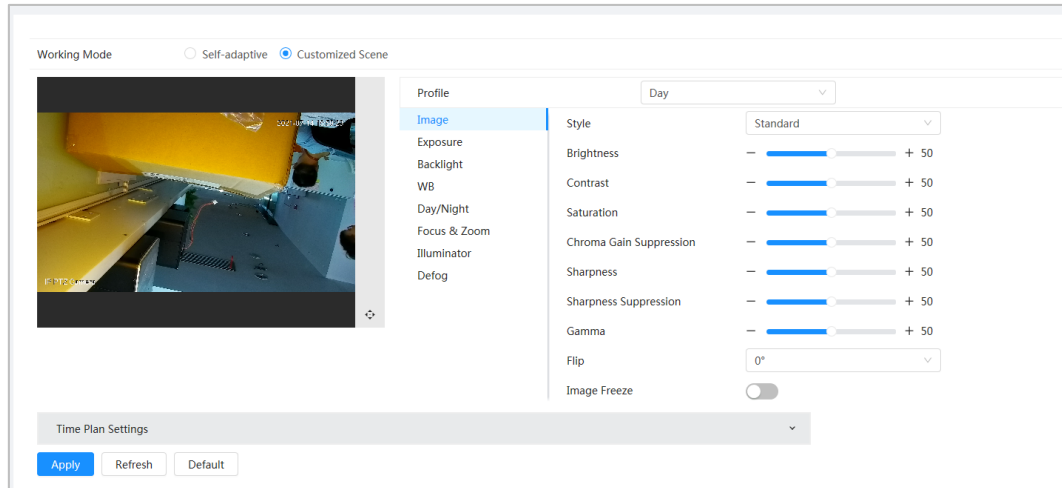 Working Mode Self-adaptive Customized Scene
Profile Day
Image
Exposure
Backlight
WB
Day/Night
Focus & Zoom
Illuminator
Defog
Style Standard
Brightness 50
Contrast 50
Saturation 50
Chroma Gain Suppression 50
Sharpness 50
Sharpness Suppression 50
Gamma 50
Flip 0°
Image Freeze
Time Plan Settings
Apply Refresh Default